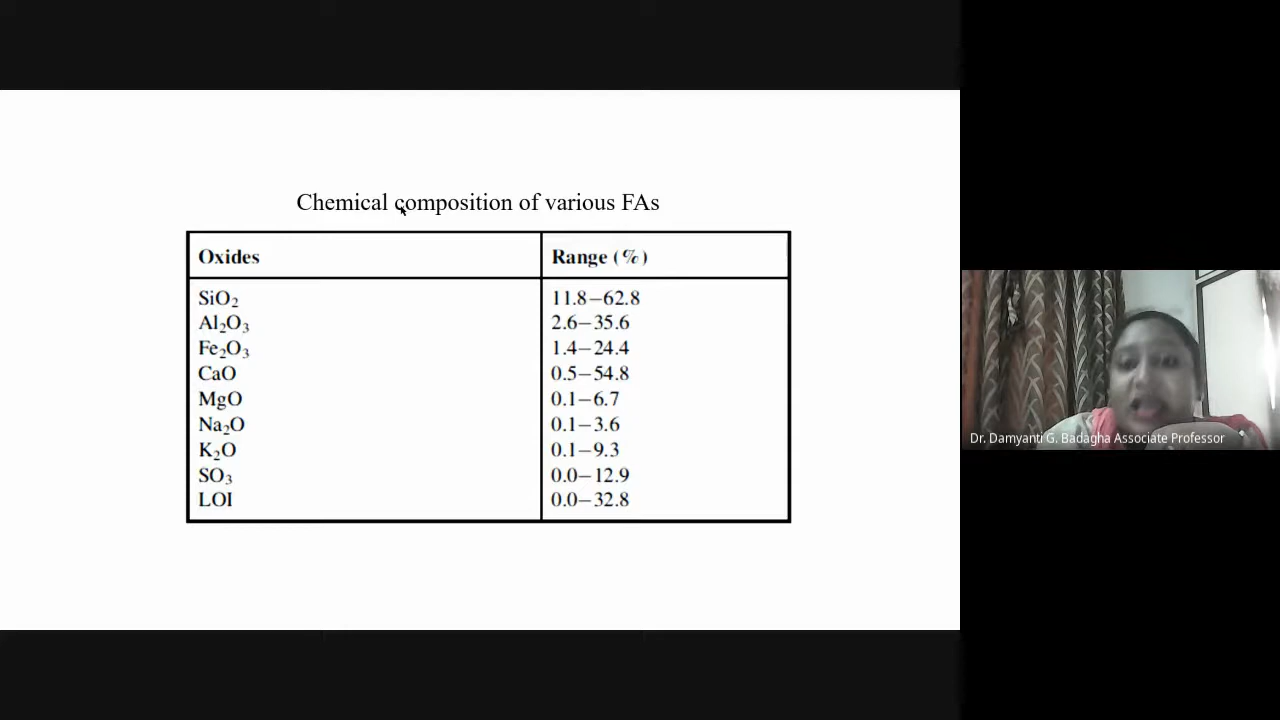 Chemical composition of various FAs
Oxides Range (%)
SiO₂ 11.8–62.8
Al₂O₃ 2.6–35.6
Fe₂O₃ 1.4–24.4
CaO 0.5–54.8
MgO 0.1–6.7
Na₂O 0.1–3.6
K₂O 0.1–9.3
SO₃ 0.0–12.9
LOI 0.0–32.8
Dr. Damyanti G. Badagha Associate Professor